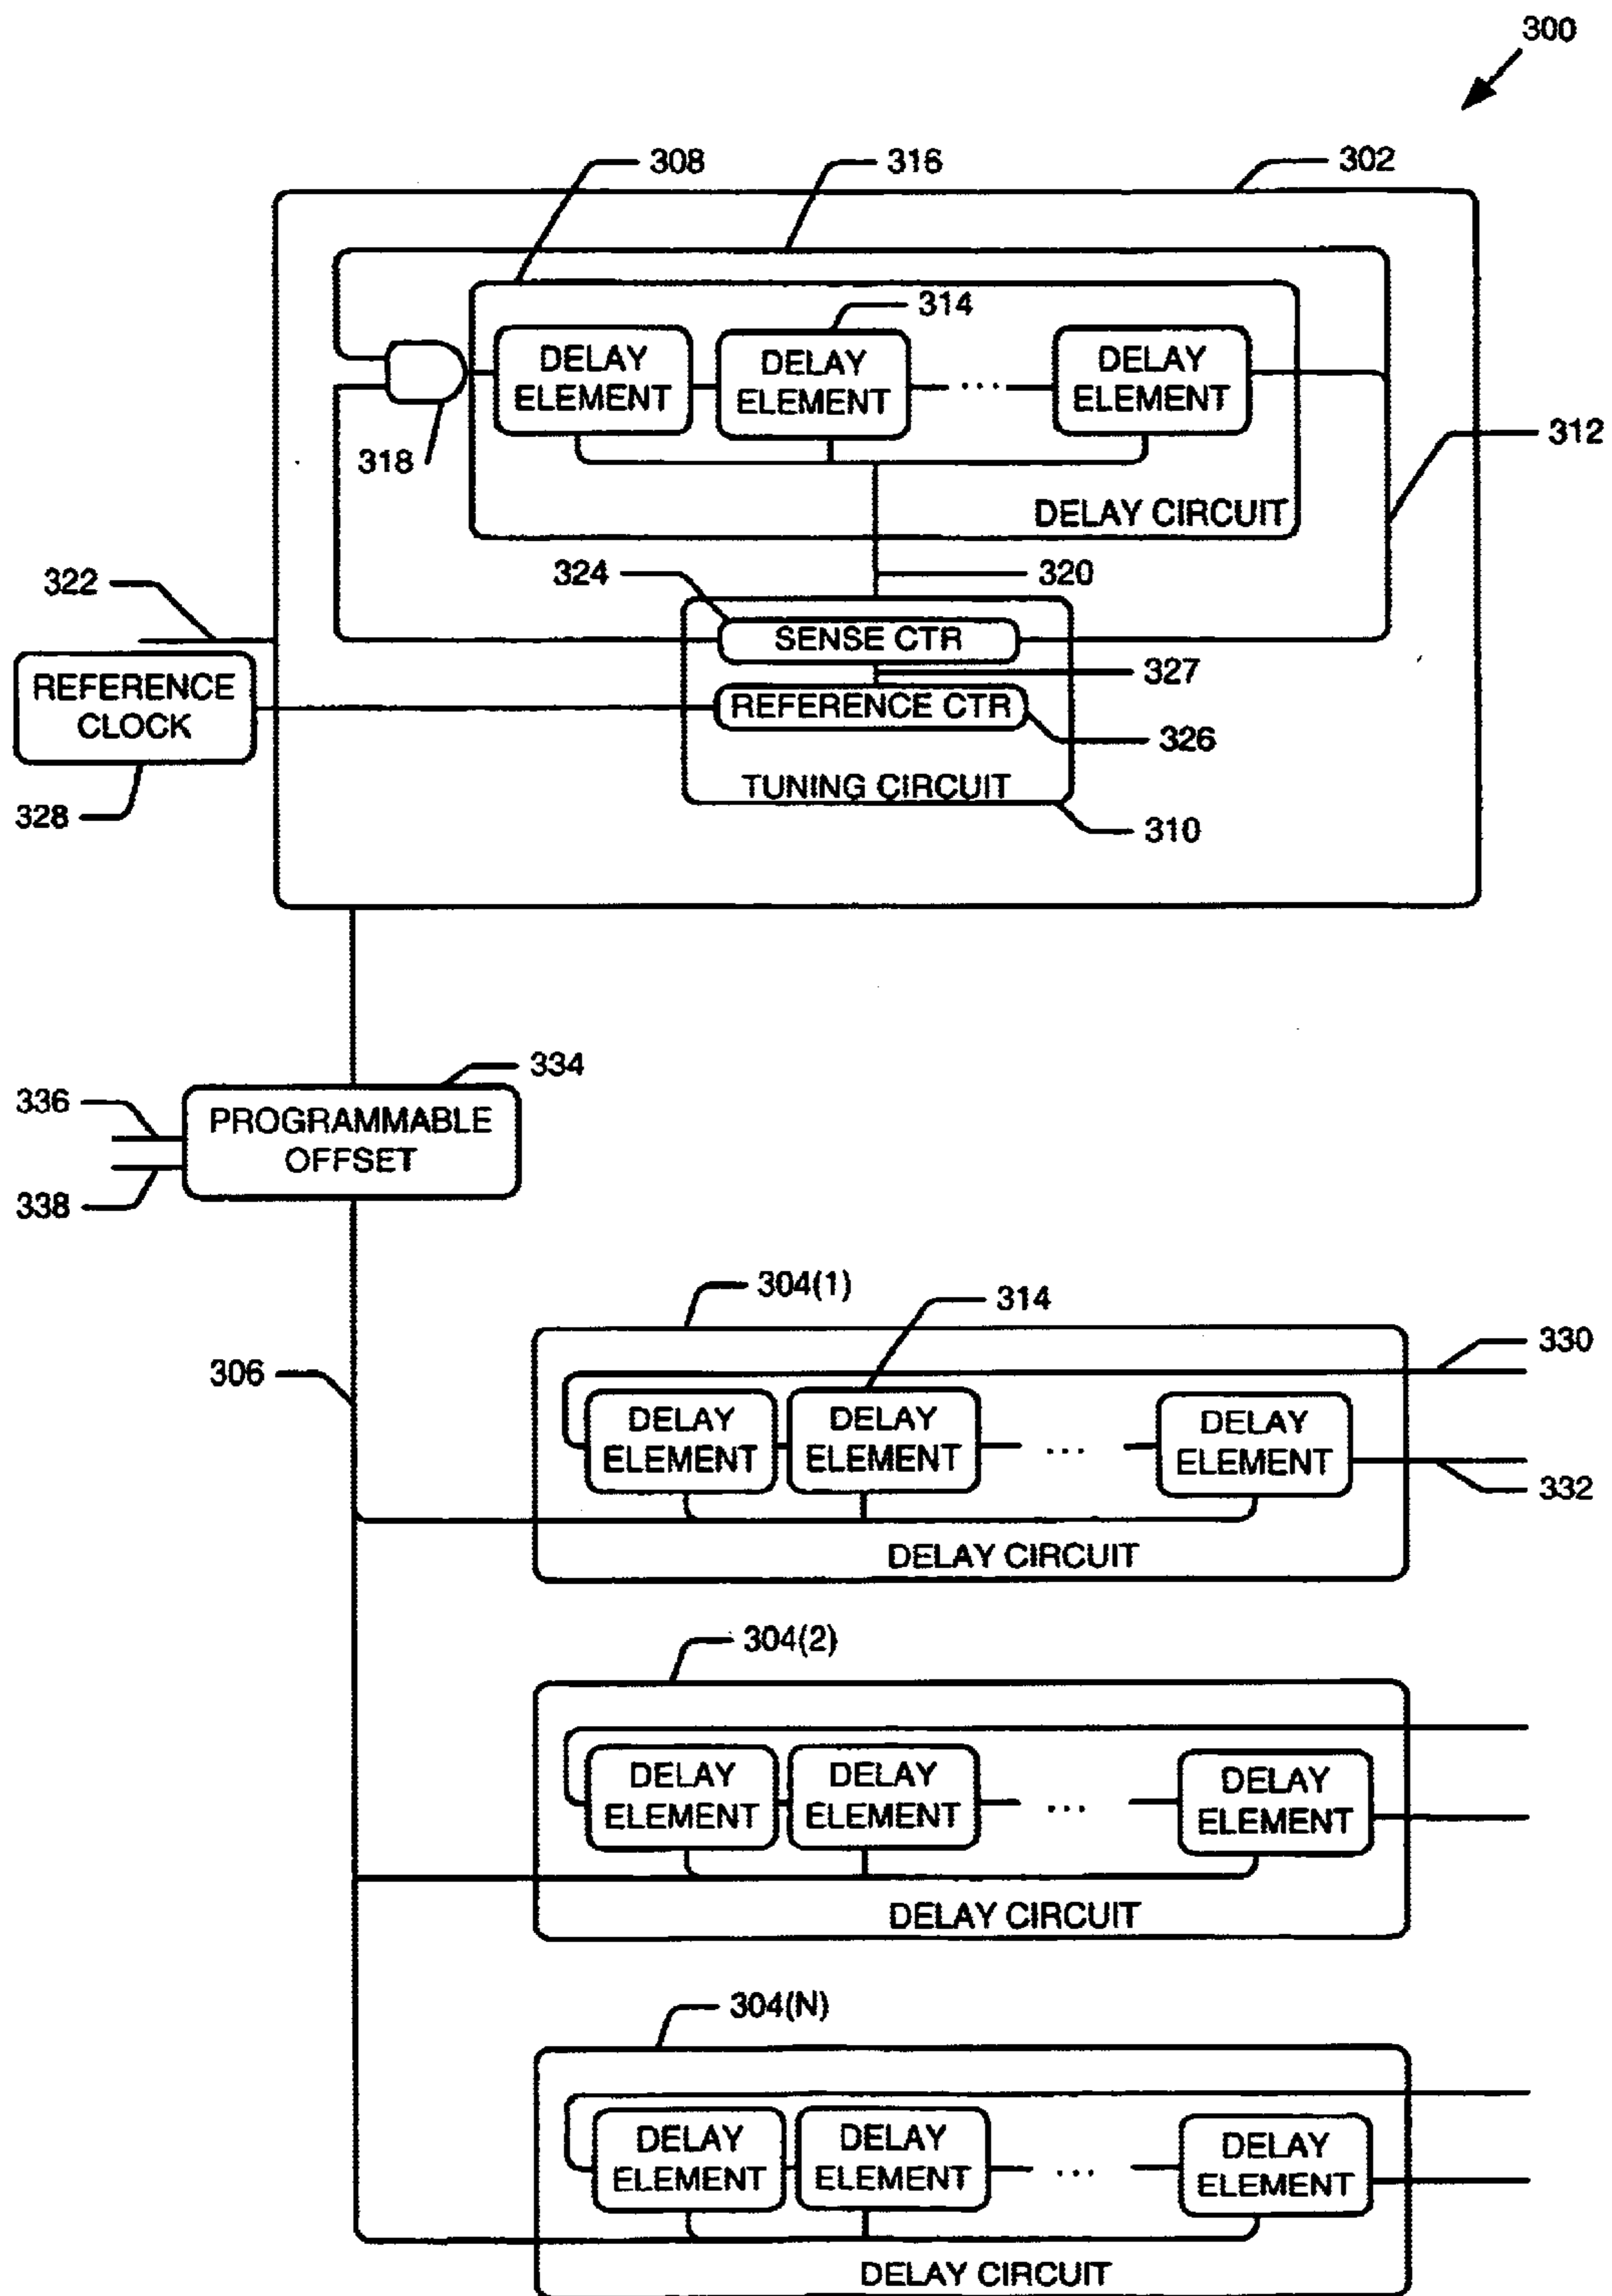 300
308
316
302
314
DELAY
ELEMENT
DELAY
ELEMENT
...
DELAY
ELEMENT
318
312
DELAY CIRCUIT
322
324
320
SENSE CTR
327
REFERENCE
CLOCK
REFERENCE CTR
326
328
TUNING CIRCUIT
310
334
336
PROGRAMMABLE
OFFSET
338
304(1)
314
330
306
DELAY
ELEMENT
DELAY
ELEMENT
...
DELAY
ELEMENT
332
DELAY CIRCUIT
304(2)
DELAY
ELEMENT
DELAY
ELEMENT
...
DELAY
ELEMENT
DELAY CIRCUIT
304(N)
DELAY
ELEMENT
DELAY
ELEMENT
...
DELAY
ELEMENT
DELAY CIRCUIT